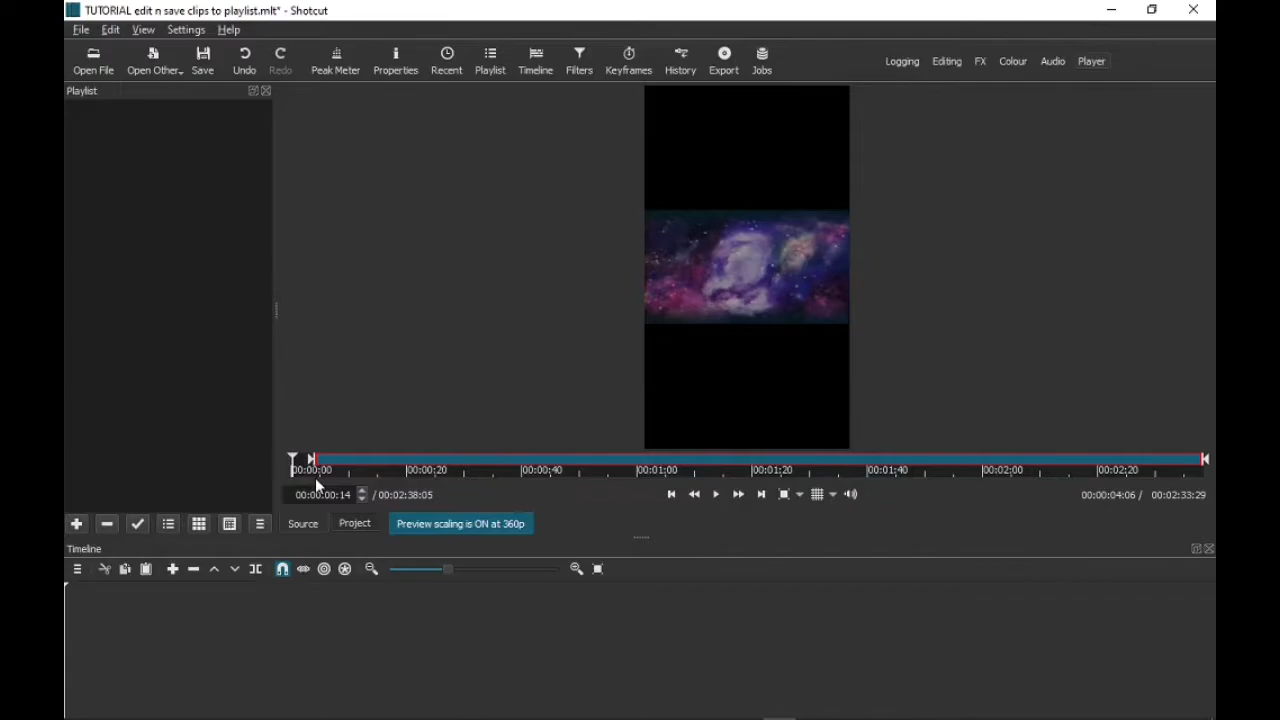 TUTORIAL edit n save clips to playlist.mlt* - Shotcut
File Edit View Settings Help
Open File Open Other Save Undo Redo Peak Meter Properties Recent Playlist Timeline Filters Keyframes History Export Jobs Logging Editing FX Colour Audio Player
Playlist
00:00:00 00:00:20 00:00:40 00:01:00 00:01:20 00:01:40 00:02:00 00:02:20
00:00:00:14 / 00:02:38:05 00:00:04:06 / 00:02:33:29
Source Project Preview scaling is ON at 360p
Timeline